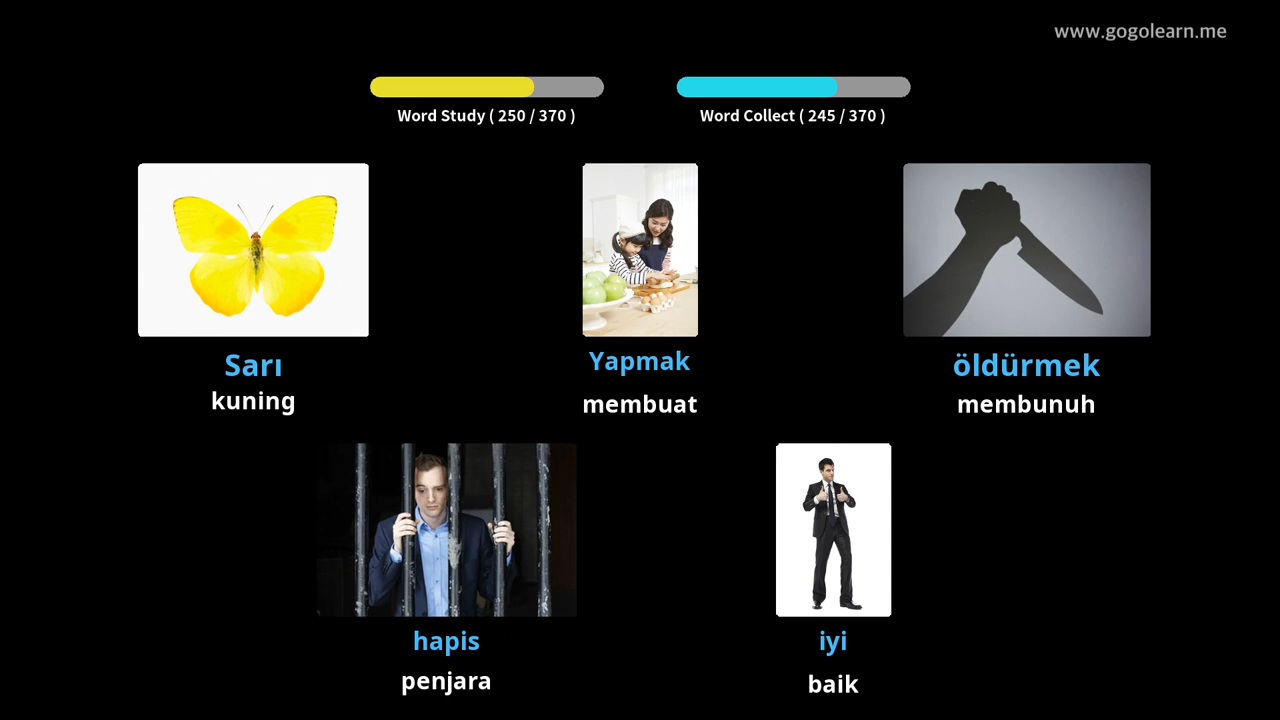 www.gogolearn.me
Word Study ( 250 / 370 )
Word Collect ( 245 / 370 )
Sarı
kuning
Yapmak
membuat
öldürmek
membunuh
hapis
penjara
iyi
baik